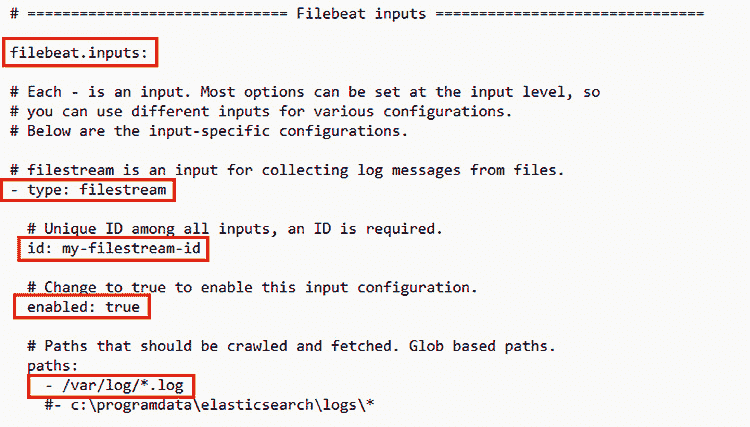 # ============================= Filebeat inputs ==============================
filebeat.inputs:
# Each - is an input. Most options can be set at the input level, so
# you can use different inputs for various configurations.
# Below are the input-specific configurations.
# filestream is an input for collecting log messages from files.
- type: filestream
# Unique ID among all inputs, an ID is required.
id: my-filestream-id
# Change to true to enable this input configuration.
enabled: true
# Paths that should be crawled and fetched. Glob based paths.
paths:
- /var/log/*.log
#- c:\programdata\elasticsearch\logs\*